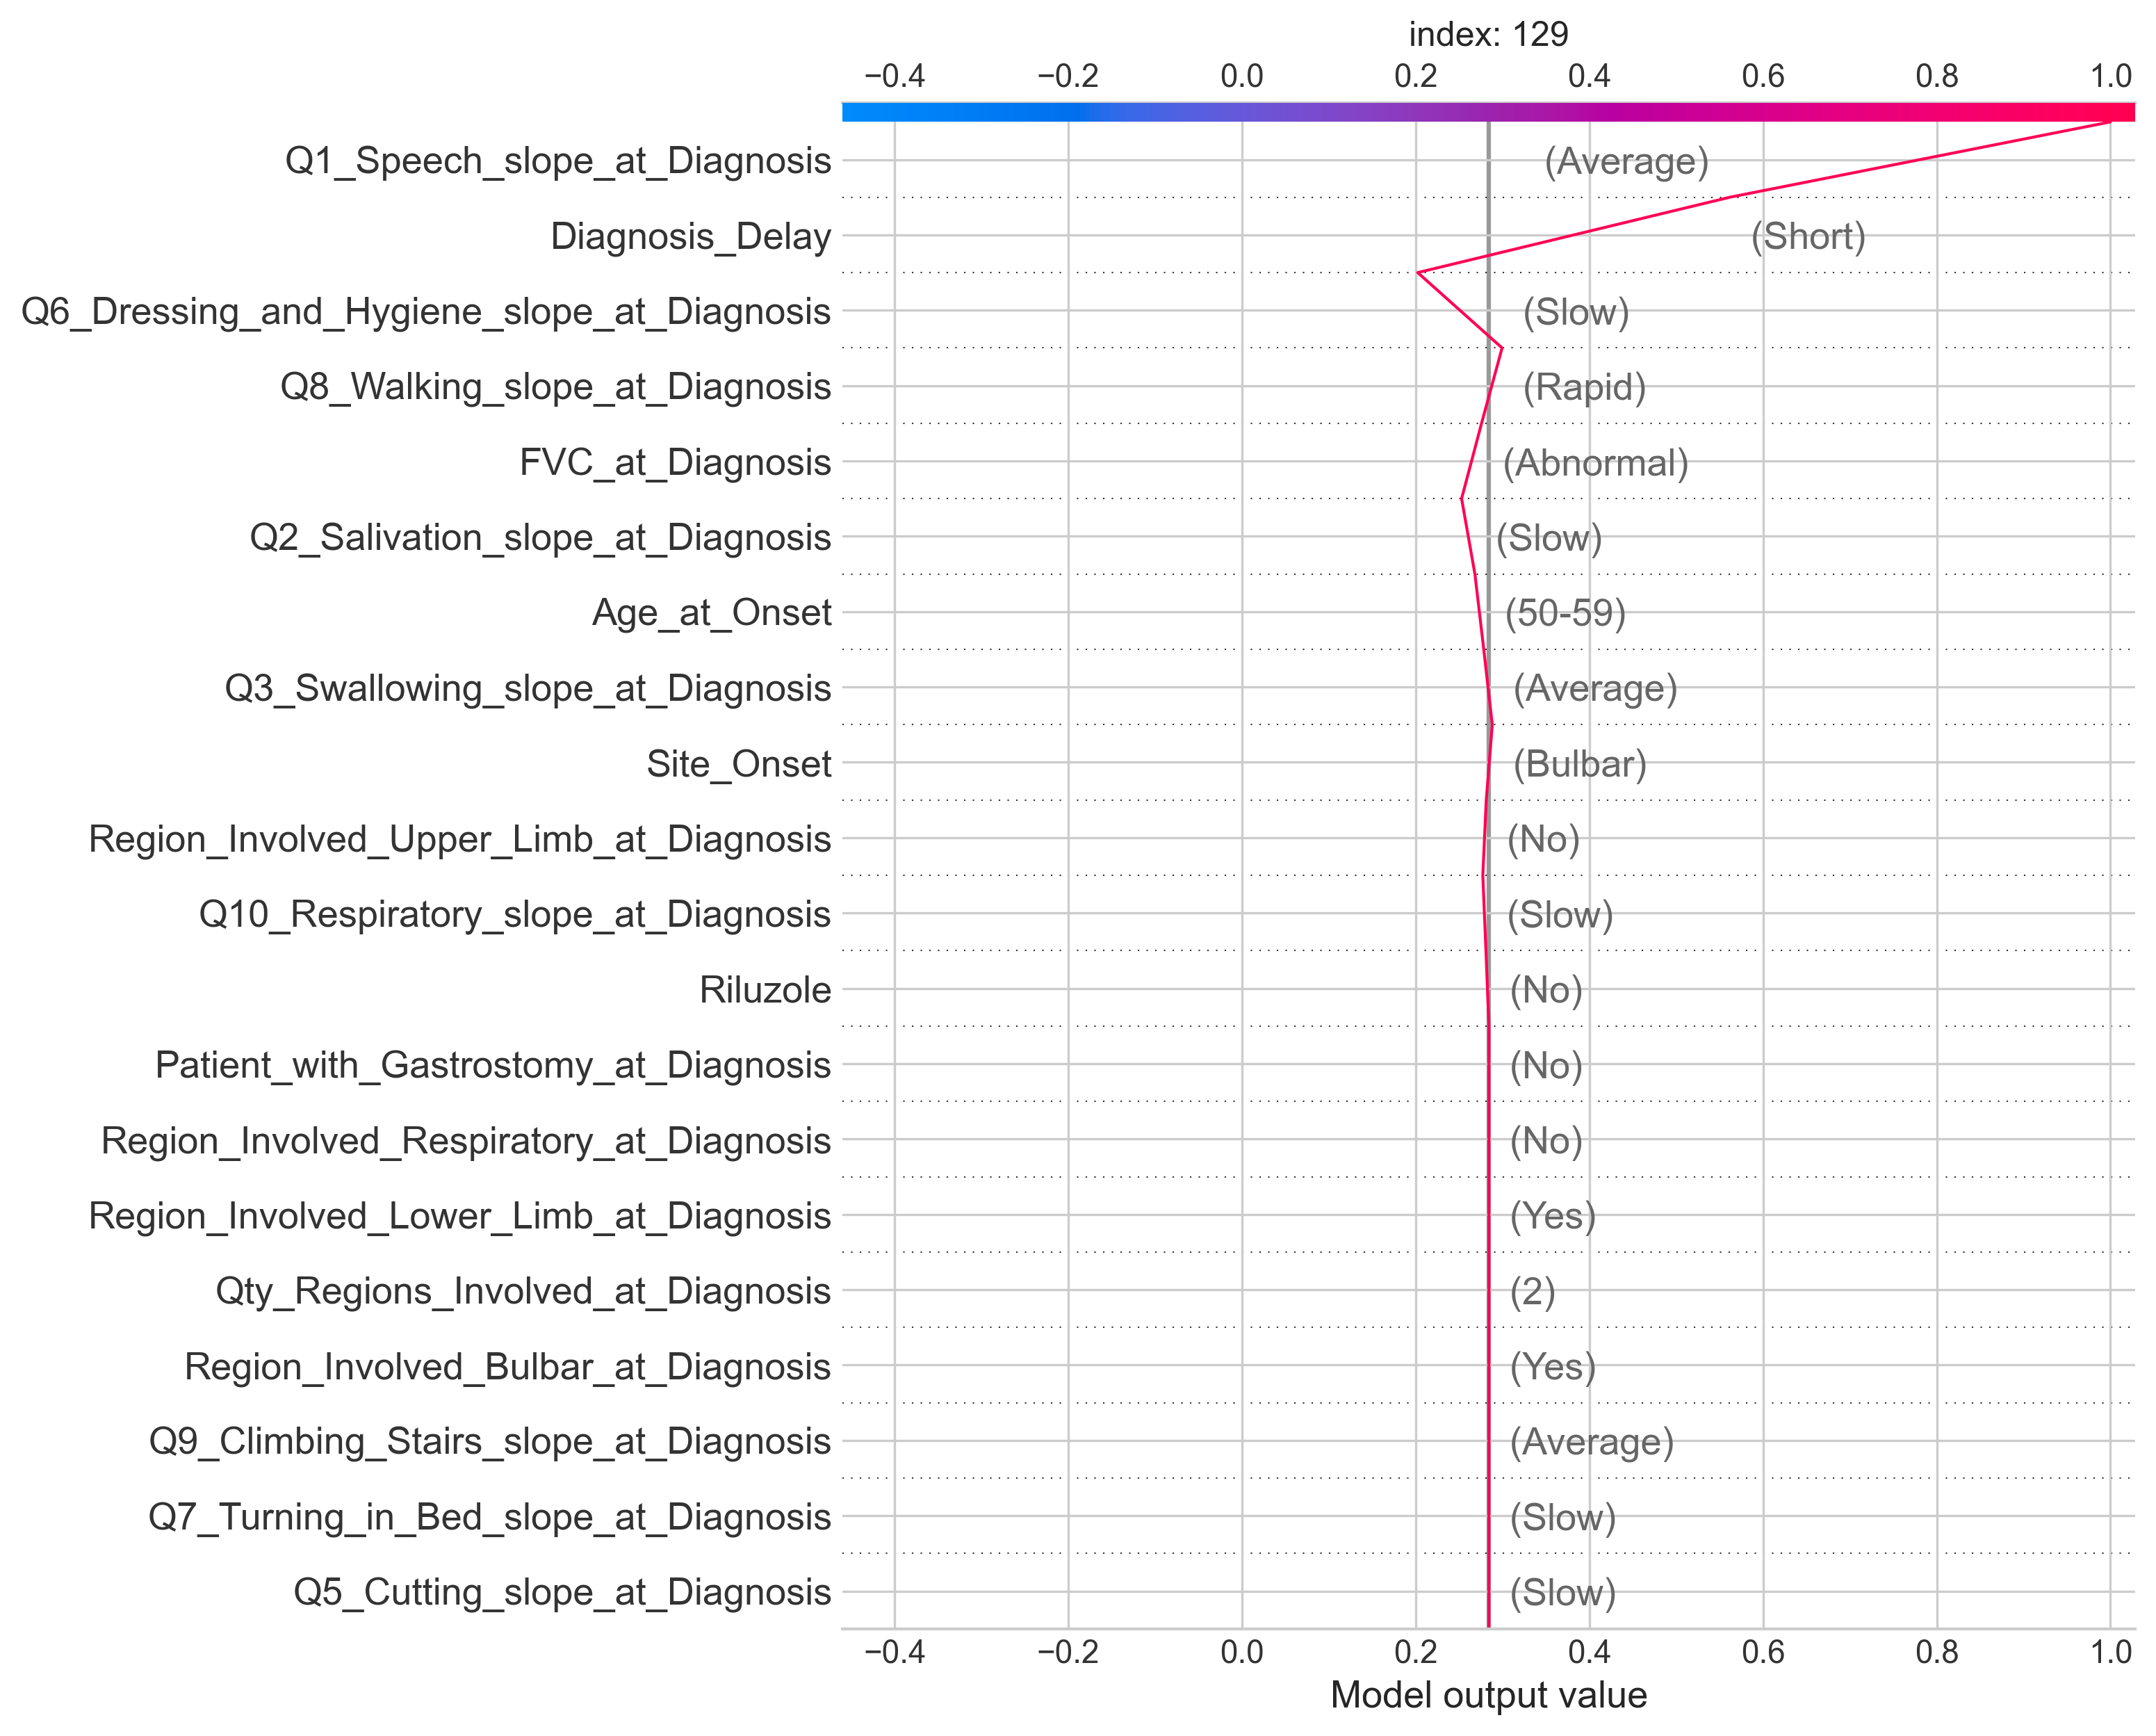 index: 129
−0.4 −0.2 0.0 0.2 0.4 0.6 0.8 1.0
Q1_Speech_slope_at_Diagnosis (Average)
Diagnosis_Delay (Short)
Q6_Dressing_and_Hygiene_slope_at_Diagnosis (Slow)
Q8_Walking_slope_at_Diagnosis (Rapid)
FVC_at_Diagnosis (Abnormal)
Q2_Salivation_slope_at_Diagnosis (Slow)
Age_at_Onset (50-59)
Q3_Swallowing_slope_at_Diagnosis (Average)
Site_Onset (Bulbar)
Region_Involved_Upper_Limb_at_Diagnosis (No)
Q10_Respiratory_slope_at_Diagnosis (Slow)
Riluzole (No)
Patient_with_Gastrostomy_at_Diagnosis (No)
Region_Involved_Respiratory_at_Diagnosis (No)
Region_Involved_Lower_Limb_at_Diagnosis (Yes)
Qty_Regions_Involved_at_Diagnosis (2)
Region_Involved_Bulbar_at_Diagnosis (Yes)
Q9_Climbing_Stairs_slope_at_Diagnosis (Average)
Q7_Turning_in_Bed_slope_at_Diagnosis (Slow)
Q5_Cutting_slope_at_Diagnosis (Slow)
−0.4 −0.2 0.0 0.2 0.4 0.6 0.8 1.0
Model output value